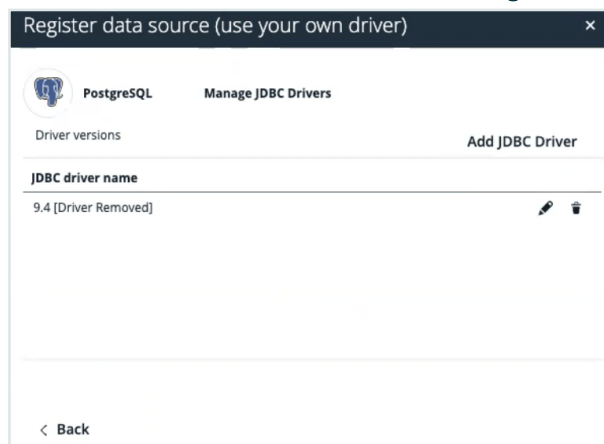 Register data source (use your own driver) ×
PostgreSQL Manage JDBC Drivers
Driver versions Add JDBC Driver
JDBC driver name
9.4 [Driver Removed]
< Back